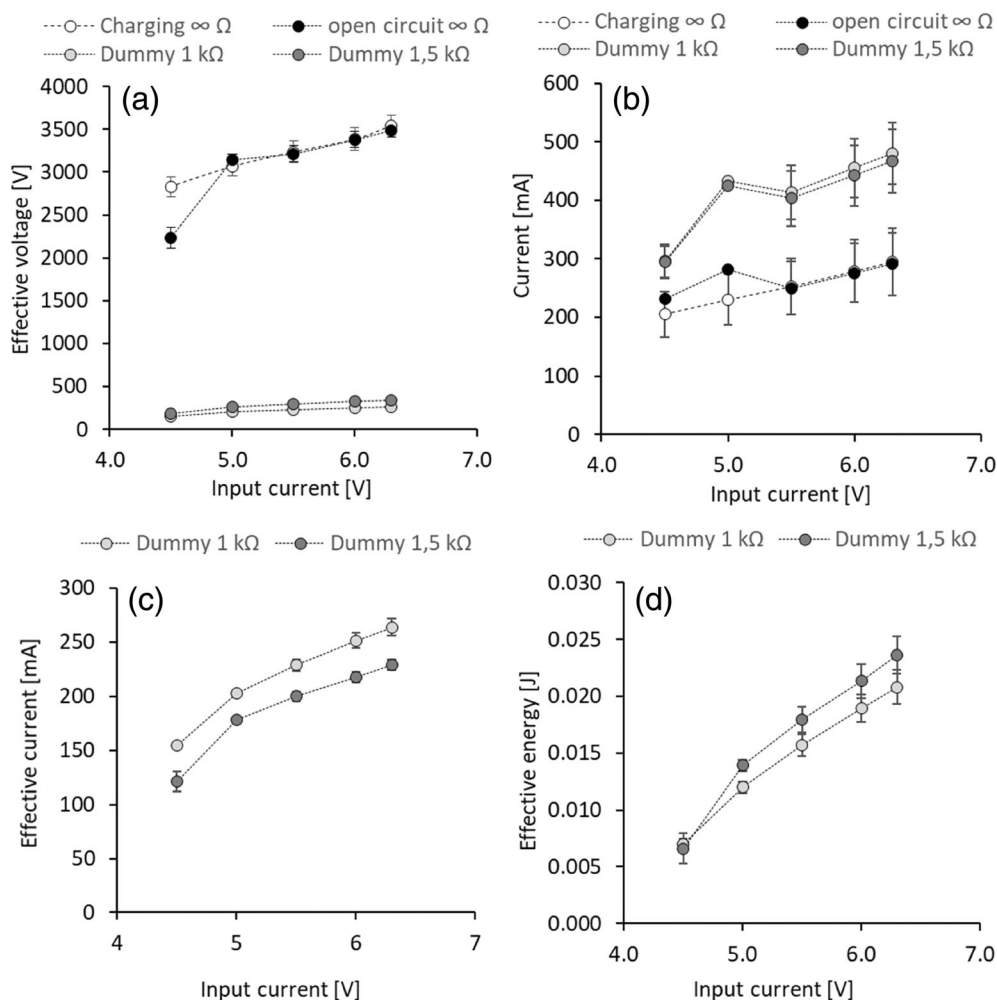 Charging ∞ Ω open circuit ∞ Ω
Dummy 1 kΩ Dummy 1,5 kΩ
(a)
Effective voltage [V]
4000
3500
3000
2500
2000
1500
1000
500
0
4.0 5.0 6.0 7.0
Input current [V]
Charging ∞ Ω open circuit ∞ Ω
Dummy 1 kΩ Dummy 1,5 kΩ
(b)
Current [mA]
600
500
400
300
200
100
0
4.0 5.0 6.0 7.0
Input current [V]
Dummy 1 kΩ Dummy 1,5 kΩ
(c)
Effective current [mA]
300
250
200
150
100
50
0
4 5 6 7
Input current [V]
Dummy 1 kΩ Dummy 1,5 kΩ
(d)
Effective energy [J]
0.030
0.025
0.020
0.015
0.010
0.005
0.000
4.0 5.0 6.0 7.0
Input current [V]